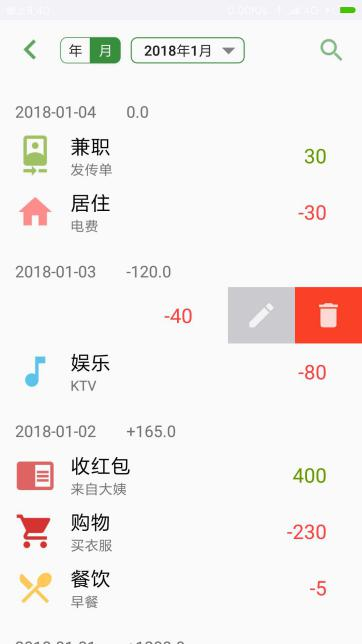 年 月 2018年1月
2018-01-04 0.0
兼职 30
发传单
居住 -30
电费
2018-01-03 -120.0
-40
娱乐 -80
KTV
2018-01-02 +165.0
收红包 400
来自大姨
购物 -230
买衣服
餐饮 -5
早餐